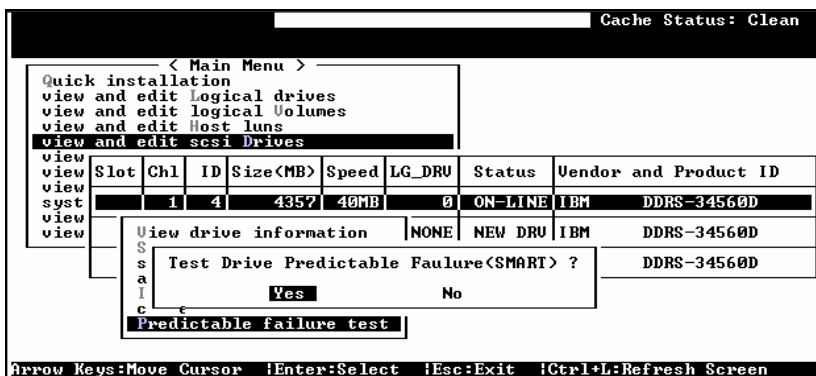 Cache Status: Clean
< Main Menu >
Quick installation
view and edit Logical drives
view and edit logical Volumes
view and edit Host luns
view and edit scsi Drives
view
view
view
syst
view
view
Slot Chl ID Size(MB) Speed LG_DRV Status Vendor and Product ID
1 4 4357 40MB 0 ON-LINE IBM DDRS-34560D
NONE NEW DRV IBM DDRS-34560D
DDRS-34560D
View drive information
S
s
a
I
c
Test Drive Predictable Faulure(SMART) ?
Yes No
Predictable failure test
Arrow Keys:Move Cursor |Enter:Select |Esc:Exit |Ctrl+L:Refresh Screen